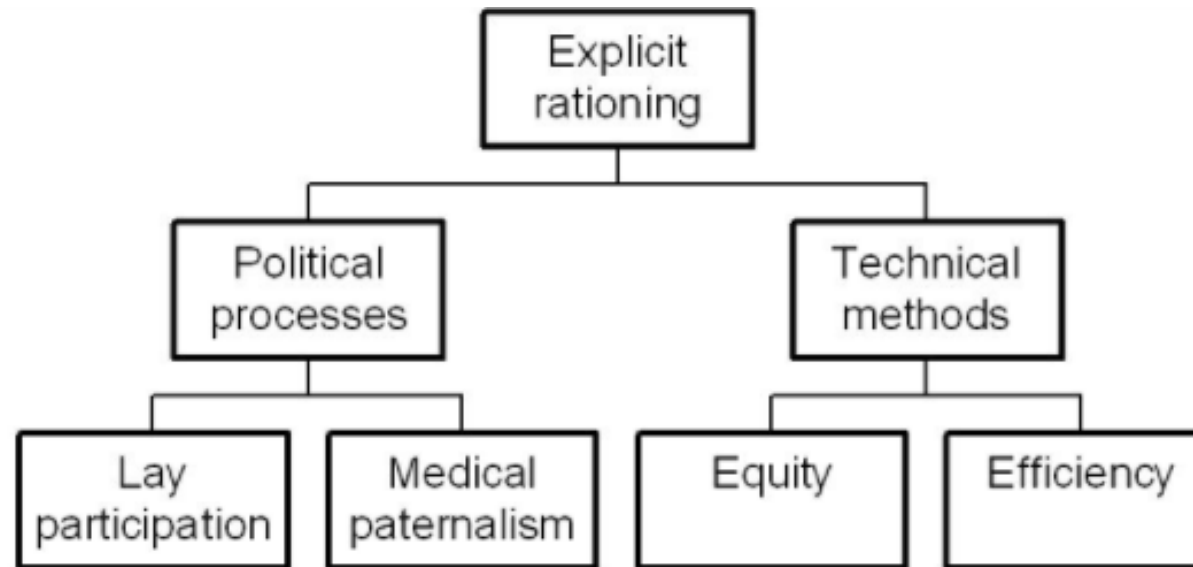 Explicit
rationing
Political
processes
Technical
methods
Lay
participation
Medical
paternalism
Equity
Efficiency